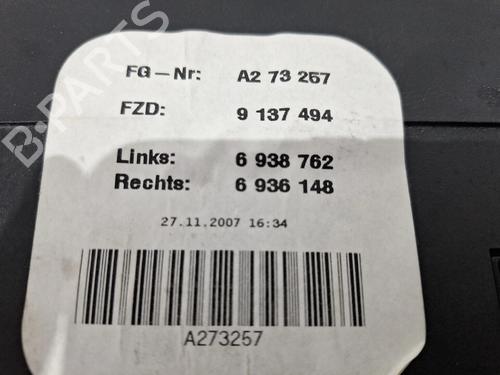 B-PARTS
FG-Nr: A2 73 257
FZD: 9 137 494
Links: 6 938 762
Rechts: 6 936 148
27.11.2007 16:34
A273257